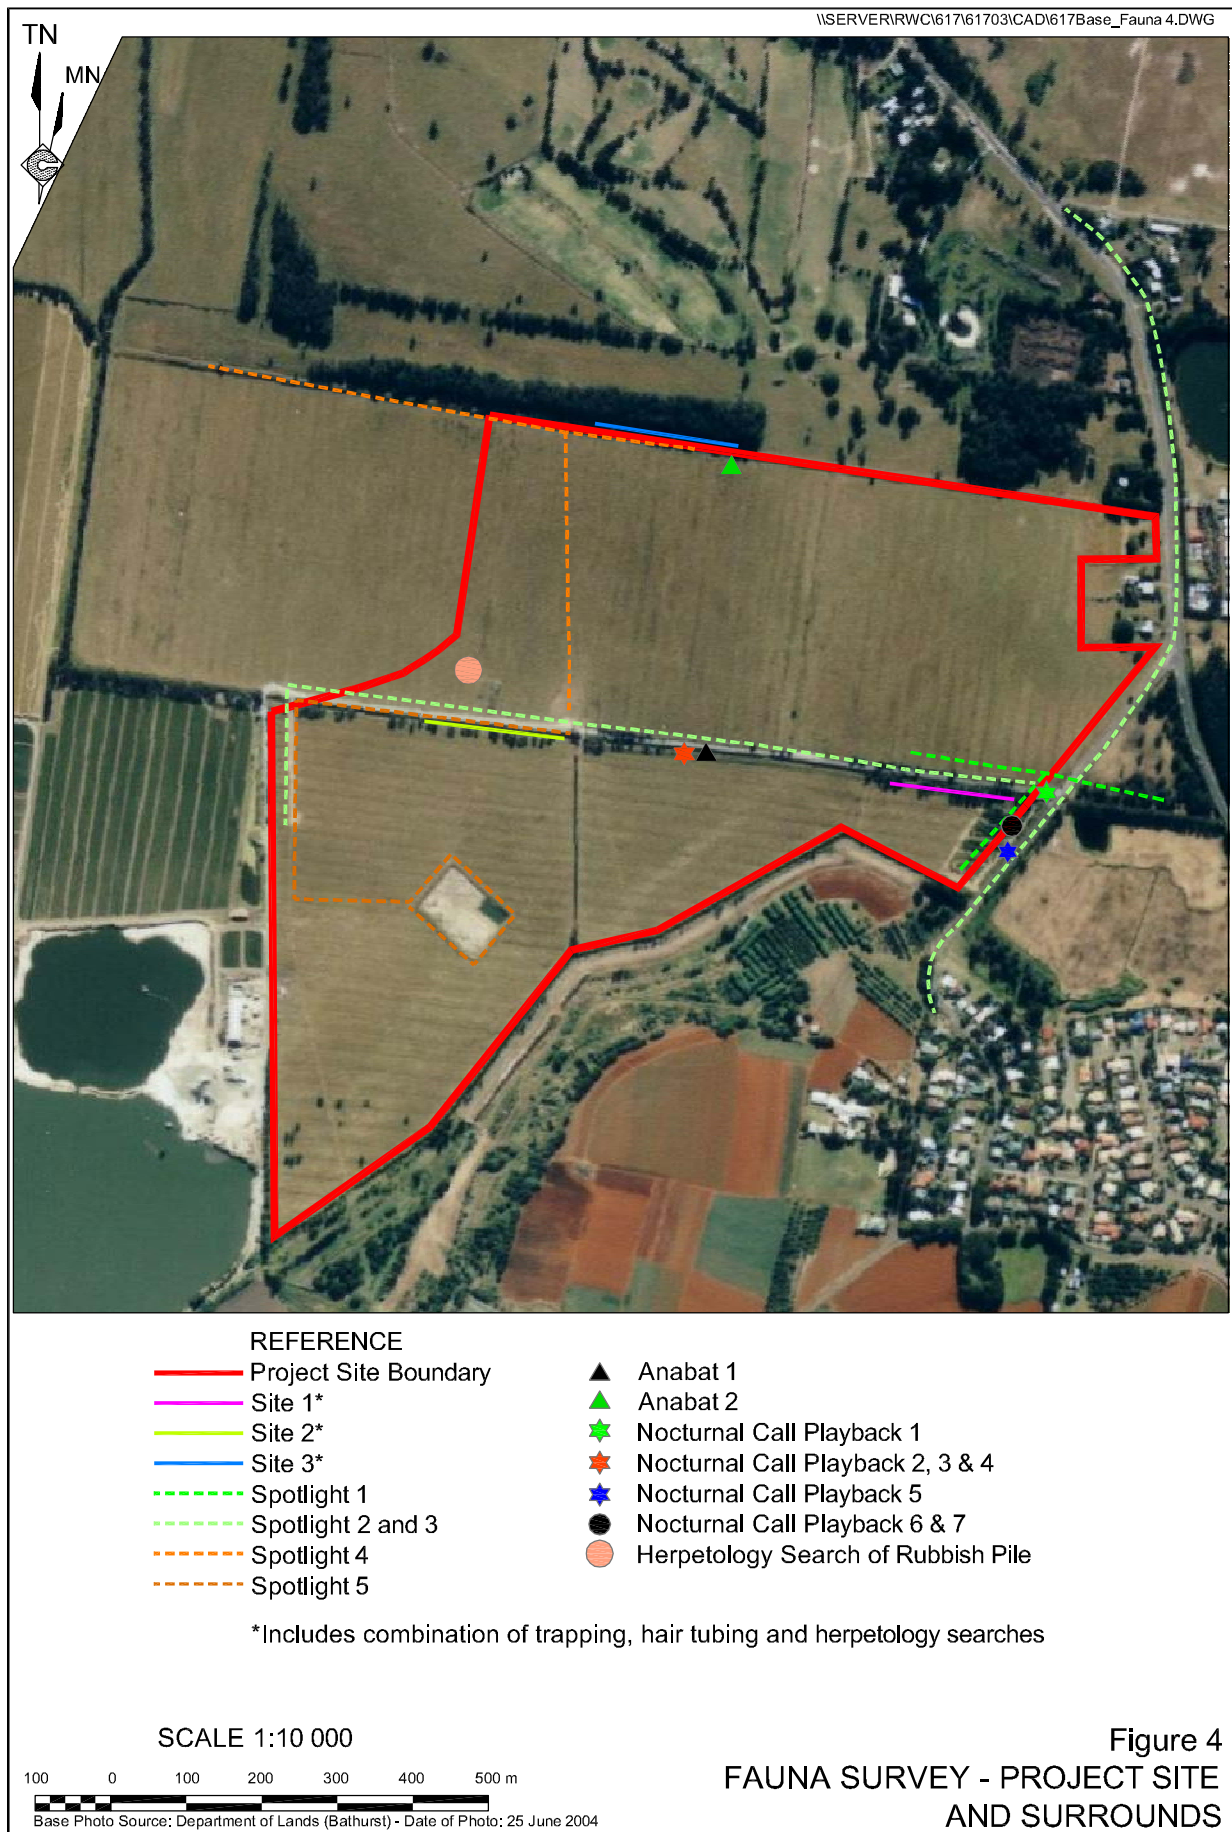 \\SERVER\RWC\617\61703\CAD\617Base_Fauna 4.DWG
TN
MN
REFERENCE
Project Site Boundary
Site 1*
Site 2*
Site 3*
Spotlight 1
Spotlight 2 and 3
Spotlight 4
Spotlight 5
Anabat 1
Anabat 2
Nocturnal Call Playback 1
Nocturnal Call Playback 2, 3 & 4
Nocturnal Call Playback 5
Nocturnal Call Playback 6 & 7
Herpetology Search of Rubbish Pile
*Includes combination of trapping, hair tubing and herpetology searches
SCALE 1:10 000
100 0 100 200 300 400 500 m
Base Photo Source: Department of Lands (Bathurst) - Date of Photo: 25 June 2004
Figure 4
FAUNA SURVEY - PROJECT SITE
AND SURROUNDS